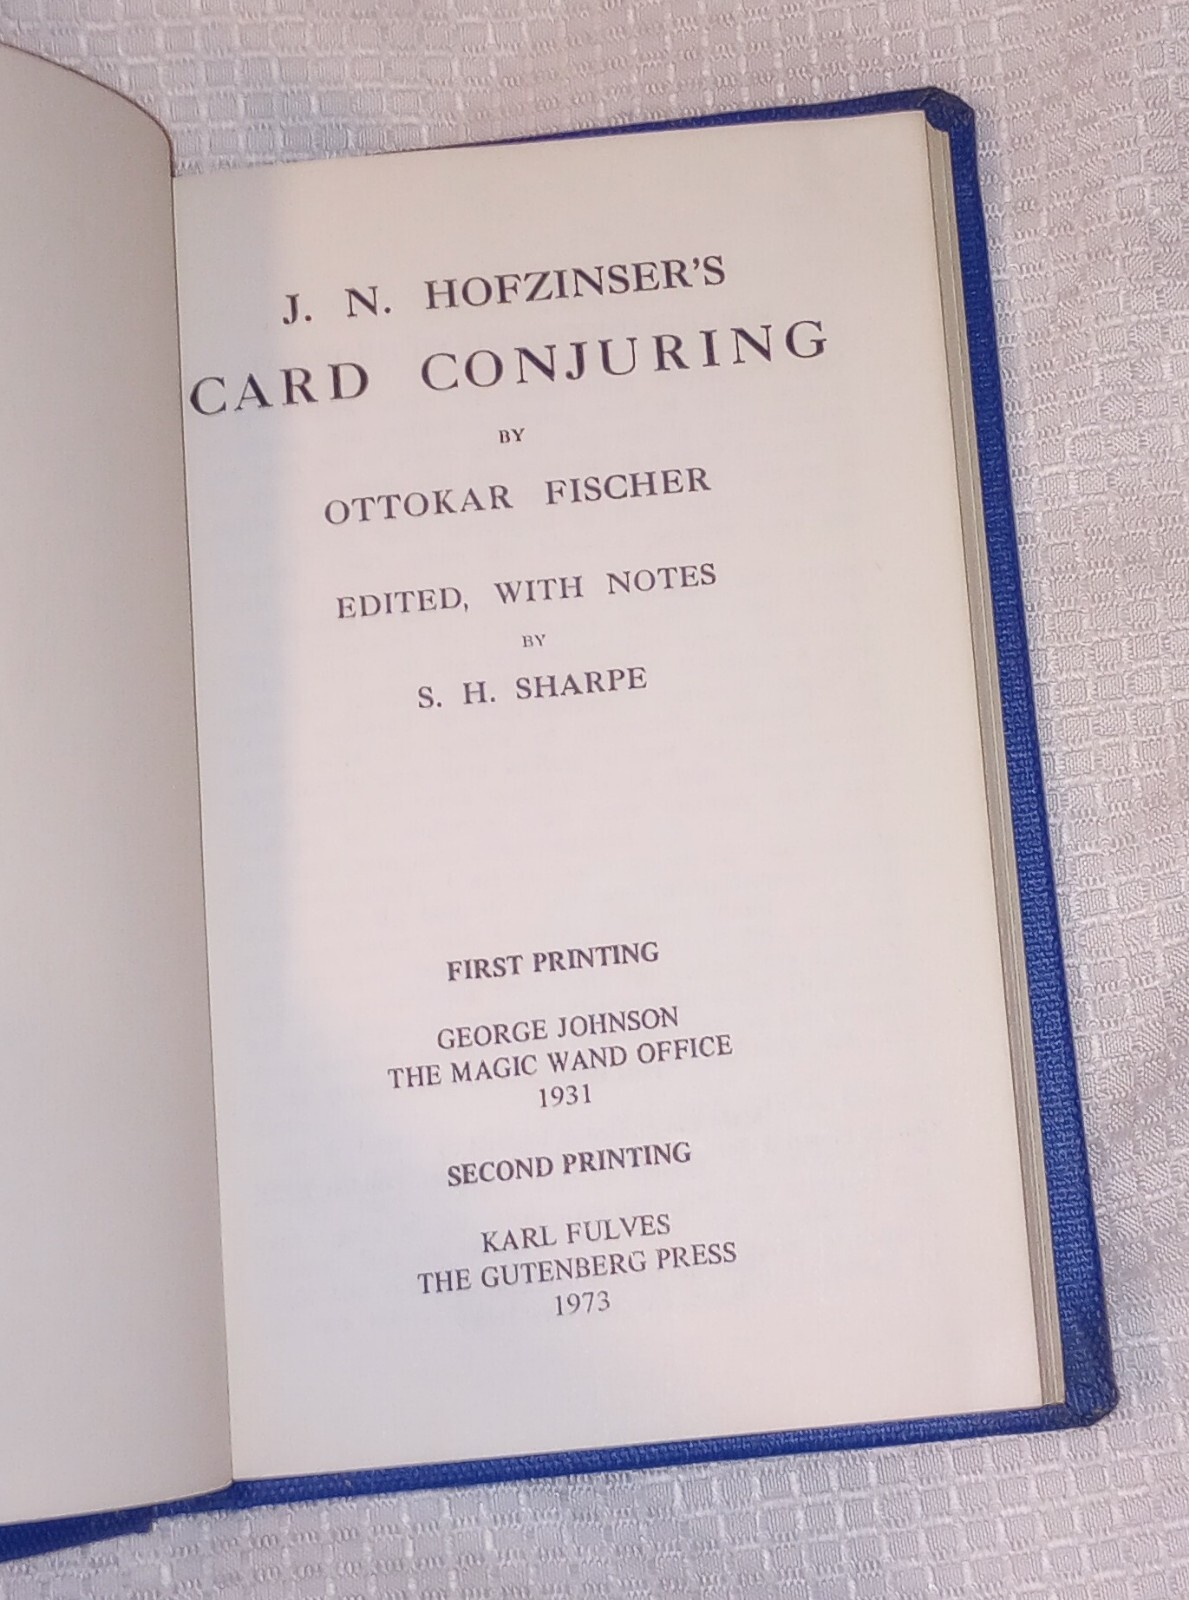 J. N. HOFZINSER'S
CARD CONJURING
BY
OTTOKAR FISCHER
EDITED, WITH NOTES
BY
S. H. SHARPE
FIRST PRINTING
GEORGE JOHNSON
THE MAGIC WAND OFFICE
1931
SECOND PRINTING
KARL FULVES
THE GUTENBERG PRESS
1973